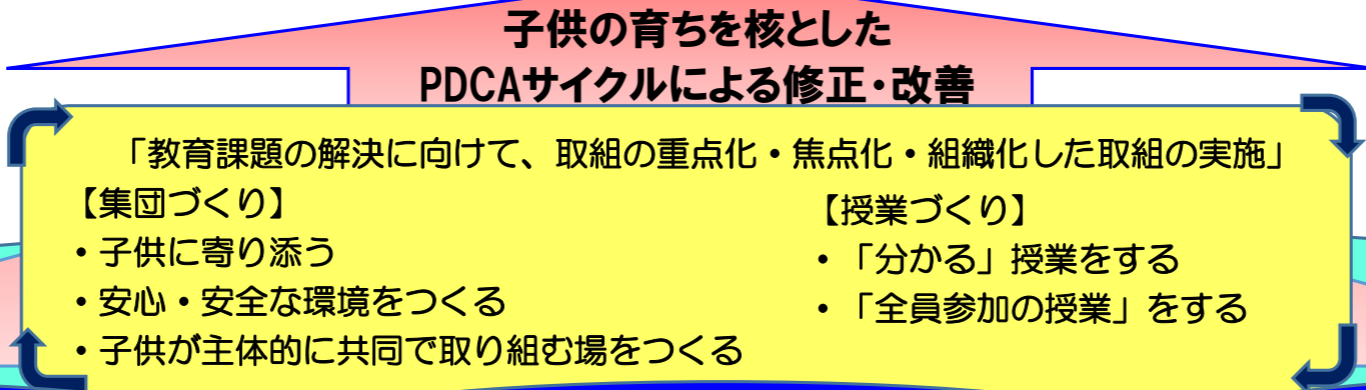 子供の育ちを核とした
PDCAサイクルによる修正・改善
「教育課題の解決に向けて、取組の重点化・焦点化・組織化した取組の実施」
【集団づくり】
・子供に寄り添う
・安心・安全な環境をつくる
・子供が主体的に共同で取り組む場をつくる
【授業づくり】
・「分かる」授業をする
・「全員参加の授業」をする